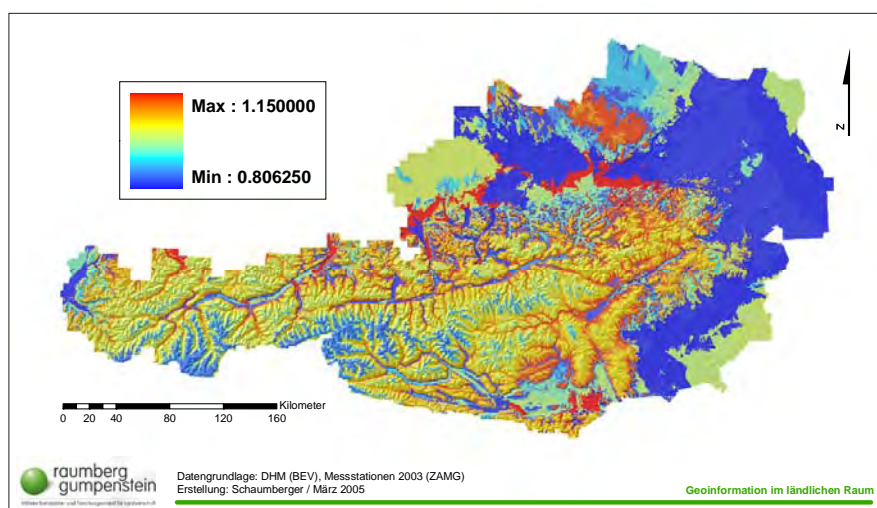 Max : 1.150000
Min : 0.806250
N
Kilometer
0 10 20 40 80 120 160
raumberg
gumpenstein
Datengrundlage: DHM (BEV), Messstationen 2003 (ZAMG)
Erstellung: Schaumberger / März 2005
Geoinformation im ländlichen Raum